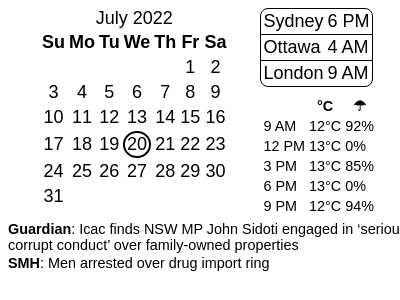 July 2022
Su Mo Tu We Th Fr Sa
1 2
3 4 5 6 7 8 9
10 11 12 13 14 15 16
17 18 19 20 21 22 23
24 25 26 27 28 29 30
31
Sydney 6 PM
Ottawa 4 AM
London 9 AM
°C ☂
9 AM 12°C 92%
12 PM 13°C 0%
3 PM 13°C 85%
6 PM 13°C 0%
9 PM 12°C 94%
Guardian: Icac finds NSW MP John Sidoti engaged in ‘seriou
corrupt conduct’ over family-owned properties
SMH: Men arrested over drug import ring